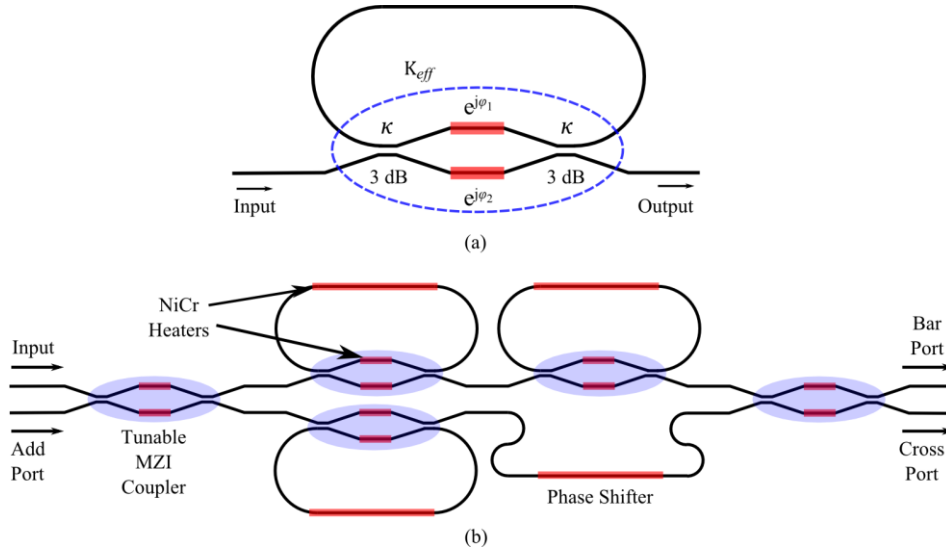 K_eff
e^jφ₁
κ κ
3 dB 3 dB
e^jφ₂
Input
Output
(a)
NiCr
Heaters
Input
Bar
Port
Add
Port
Tunable
MZI
Coupler
Phase Shifter
Cross
Port
(b)